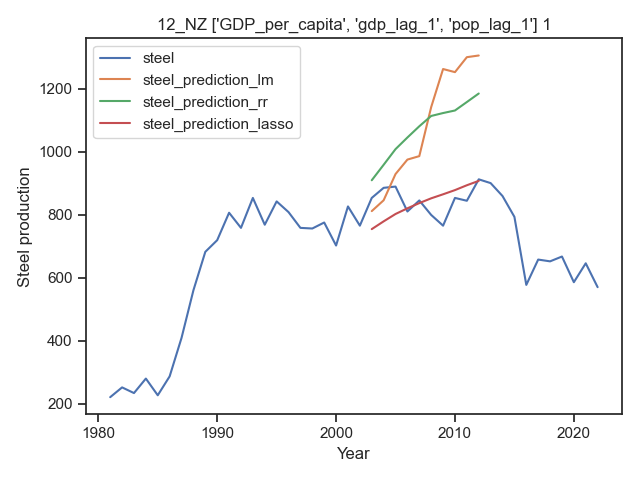 12_NZ ['GDP_per_capita', 'gdp_lag_1', 'pop_lag_1'] 1
steel
steel_prediction_lm
steel_prediction_rr
steel_prediction_lasso
Steel production
1200
1000
800
600
400
200
1980
1990
2000
2010
2020
Year